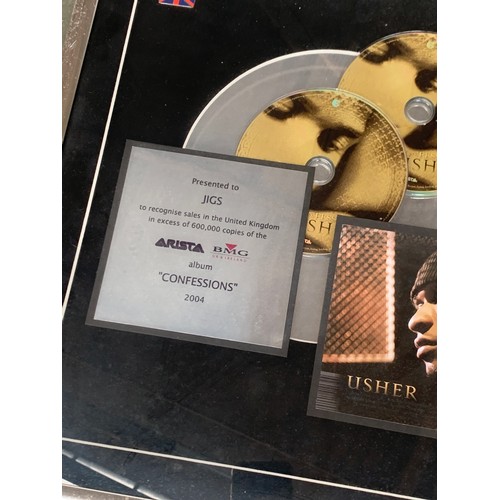 Presented to
JIGS
to recognise sales in the United Kingdom
in excess of 600,000 copies of the
ARISTA BMG
album
"CONFESSIONS"
2004
USHER